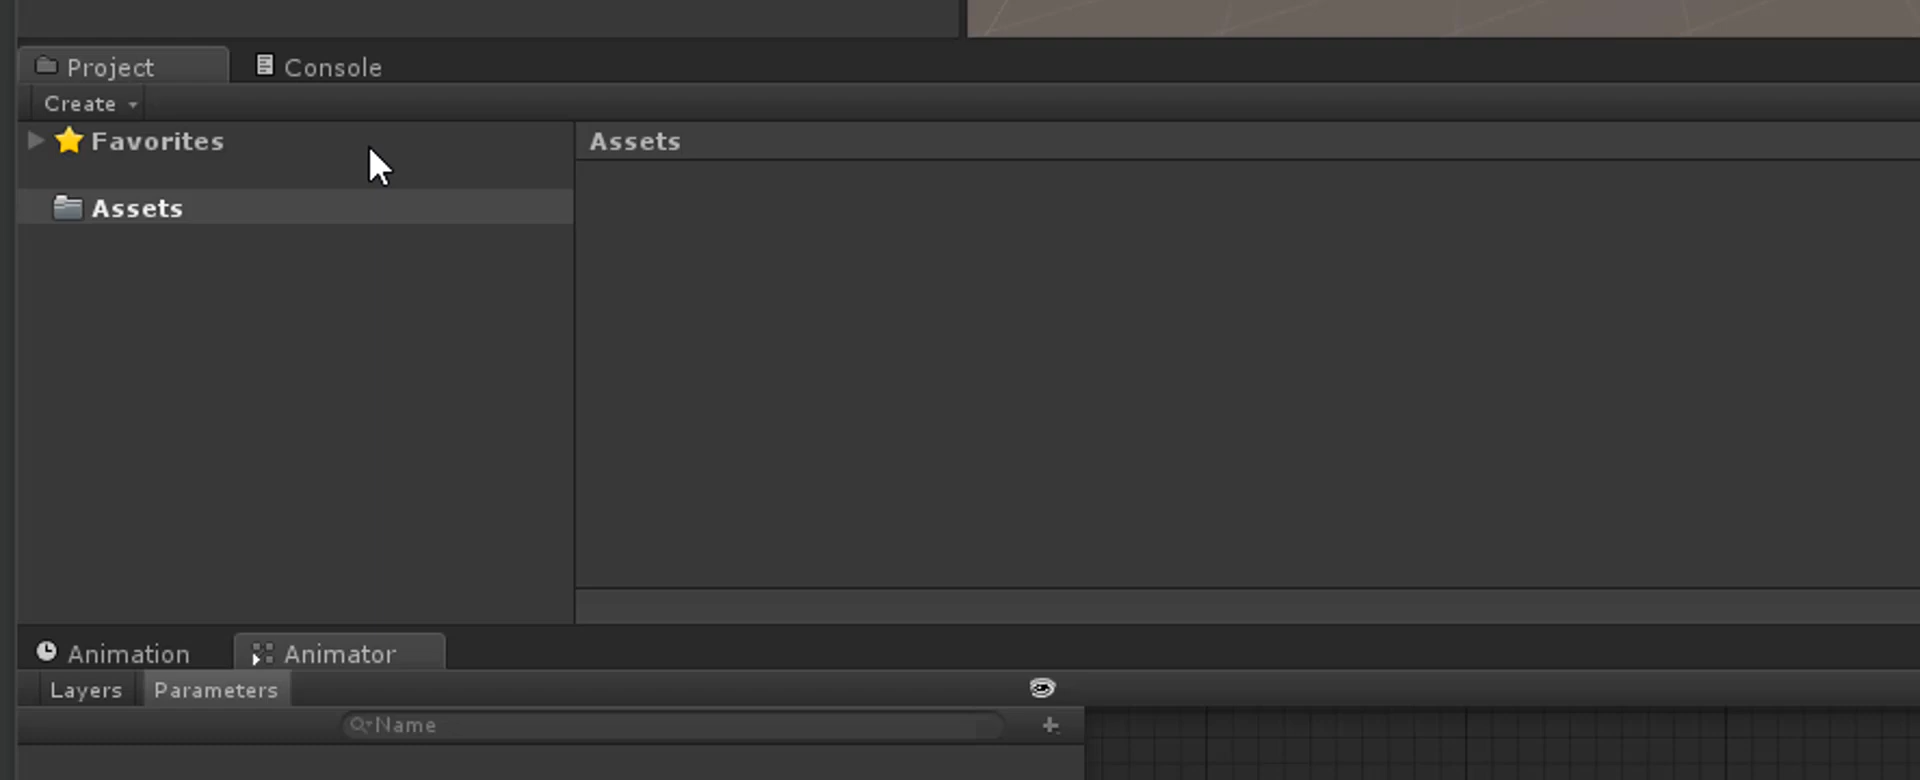 Project Console
Create
Favorites
Assets
Assets
Animation Animator
Layers Parameters
Name